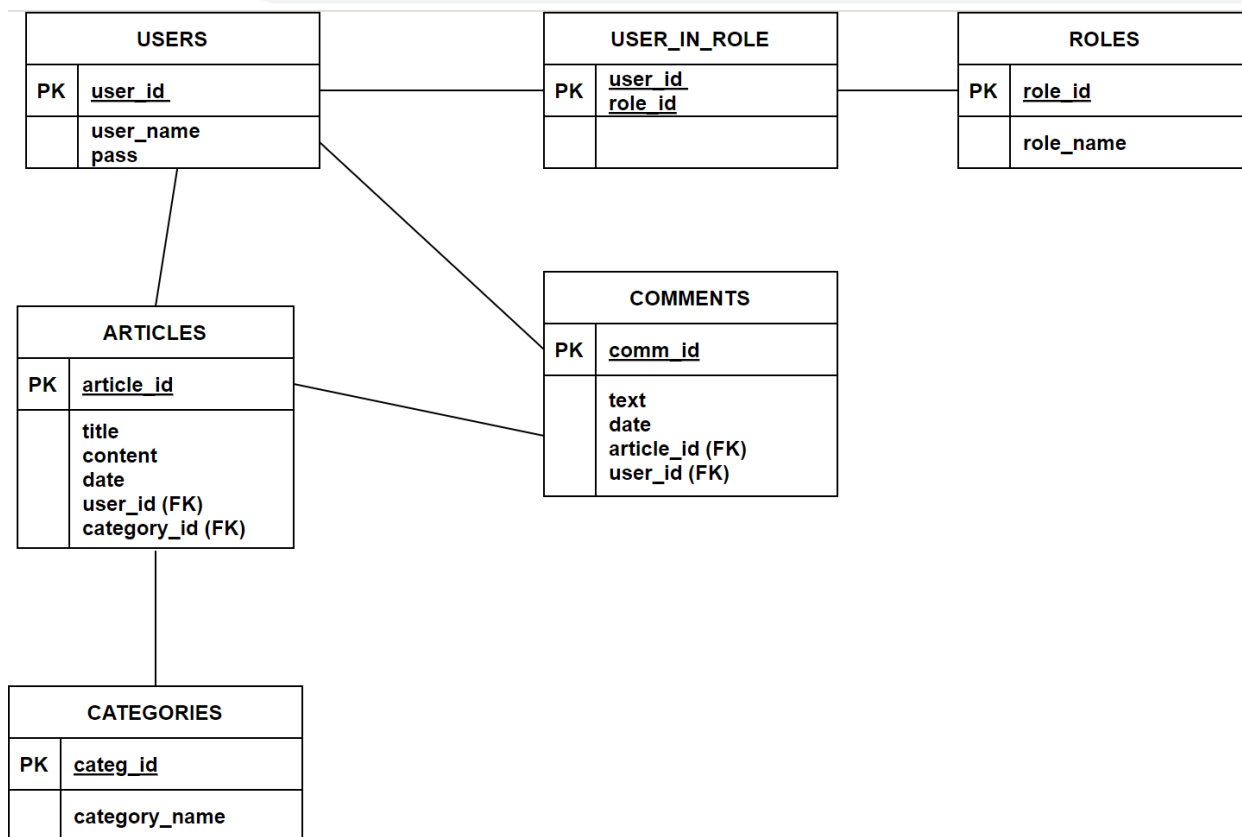 USERS
PK user_id
user_name
pass
USER_IN_ROLE
PK user_id
role_id
ROLES
PK role_id
role_name
ARTICLES
PK article_id
title
content
date
user_id (FK)
category_id (FK)
COMMENTS
PK comm_id
text
date
article_id (FK)
user_id (FK)
CATEGORIES
PK categ_id
category_name